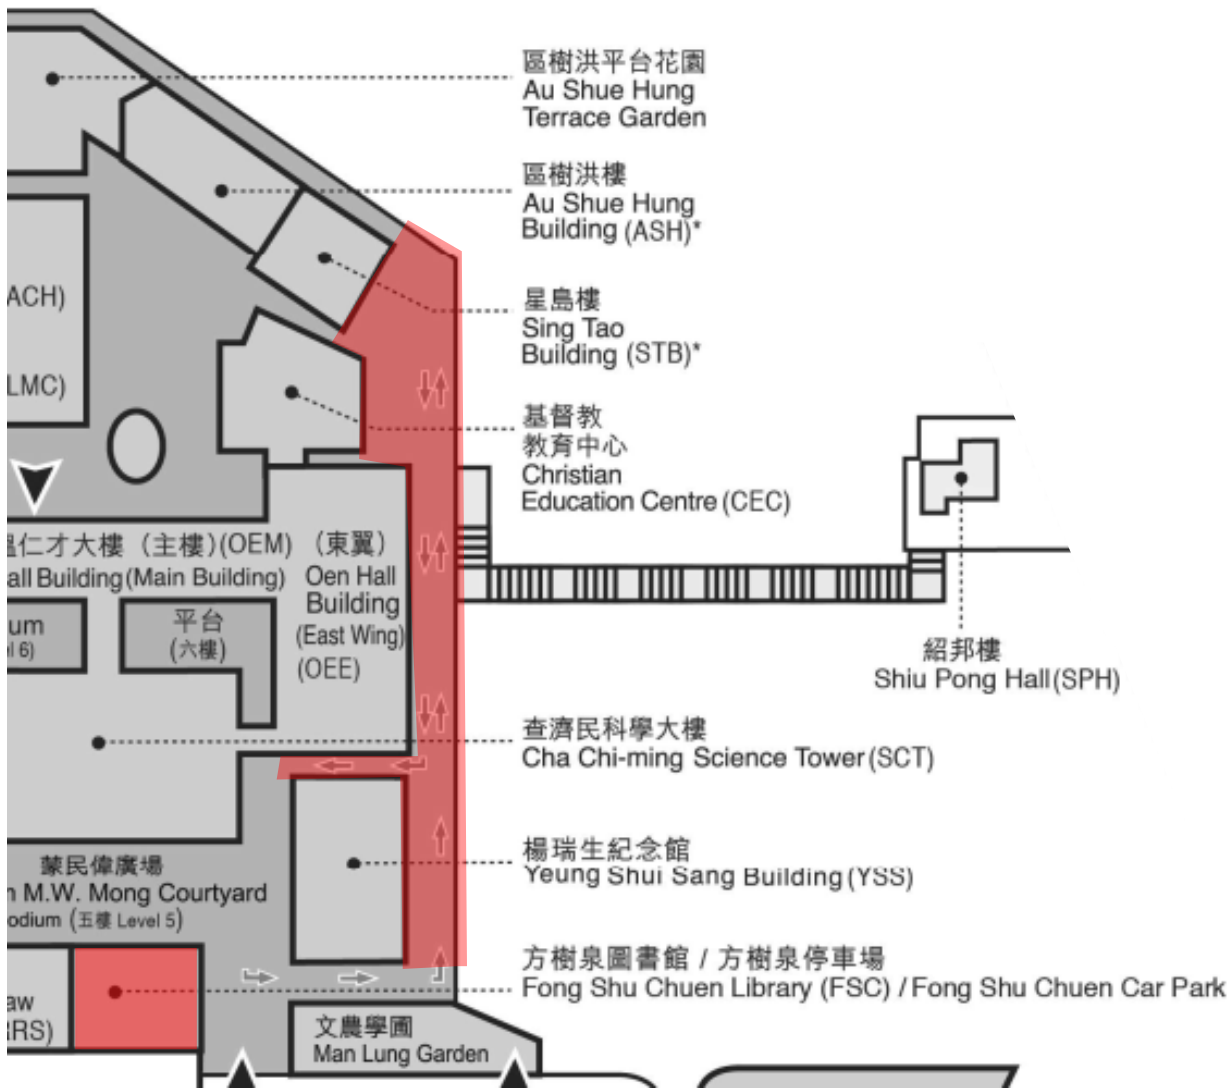 區樹洪平台花園
Au Shue Hung
Terrace Garden
區樹洪樓
Au Shue Hung
Building (ASH)*
ACH)
星島樓
Sing Tao
Building (STB)*
LMC)
基督教
教育中心
Christian
Education Centre (CEC)
仁才大樓（主樓）(OEM)
all Building (Main Building)
（東翼）
Oen Hall
Building
(East Wing)
(OEE)
um
l 6)
平台
(六樓)
紹邦樓
Shiu Pong Hall (SPH)
查濟民科學大樓
Cha Chi-ming Science Tower (SCT)
楊瑞生紀念館
Yeung Shui Sang Building (YSS)
蒙民偉廣場
n M.W. Mong Courtyard
odium (五樓 Level 5)
方樹泉圖書館 / 方樹泉停車場
Fong Shu Chuen Library (FSC) / Fong Shu Chuen Car Park
aw
RRS)
文農學圃
Man Lung Garden